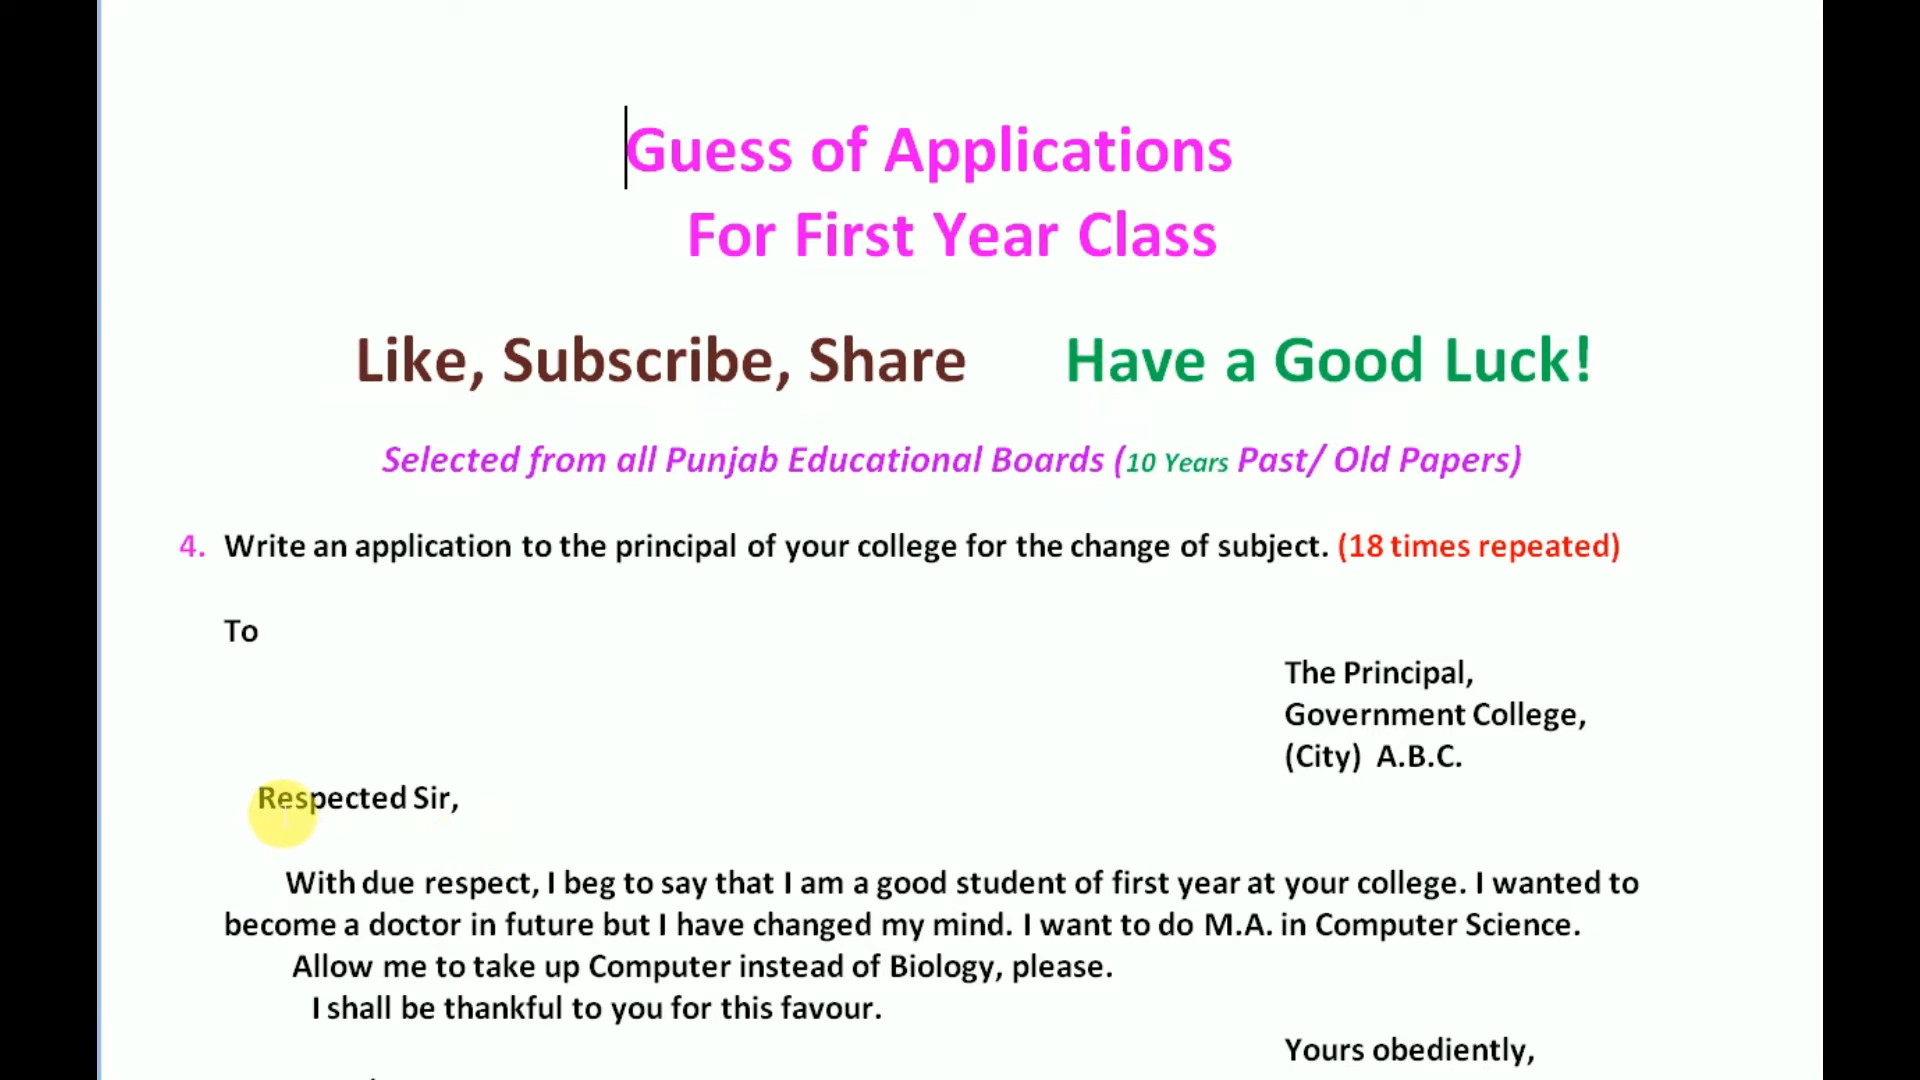 Guess of Applications
For First Year Class
Like, Subscribe, Share Have a Good Luck!
Selected from all Punjab Educational Boards (10 Years Past/ Old Papers)
4. Write an application to the principal of your college for the change of subject. (18 times repeated)
To
The Principal,
Government College,
(City) A.B.C.
Respected Sir,
With due respect, I beg to say that I am a good student of first year at your college. I wanted to
become a doctor in future but I have changed my mind. I want to do M.A. in Computer Science.
Allow me to take up Computer instead of Biology, please.
I shall be thankful to you for this favour.
Yours obediently,